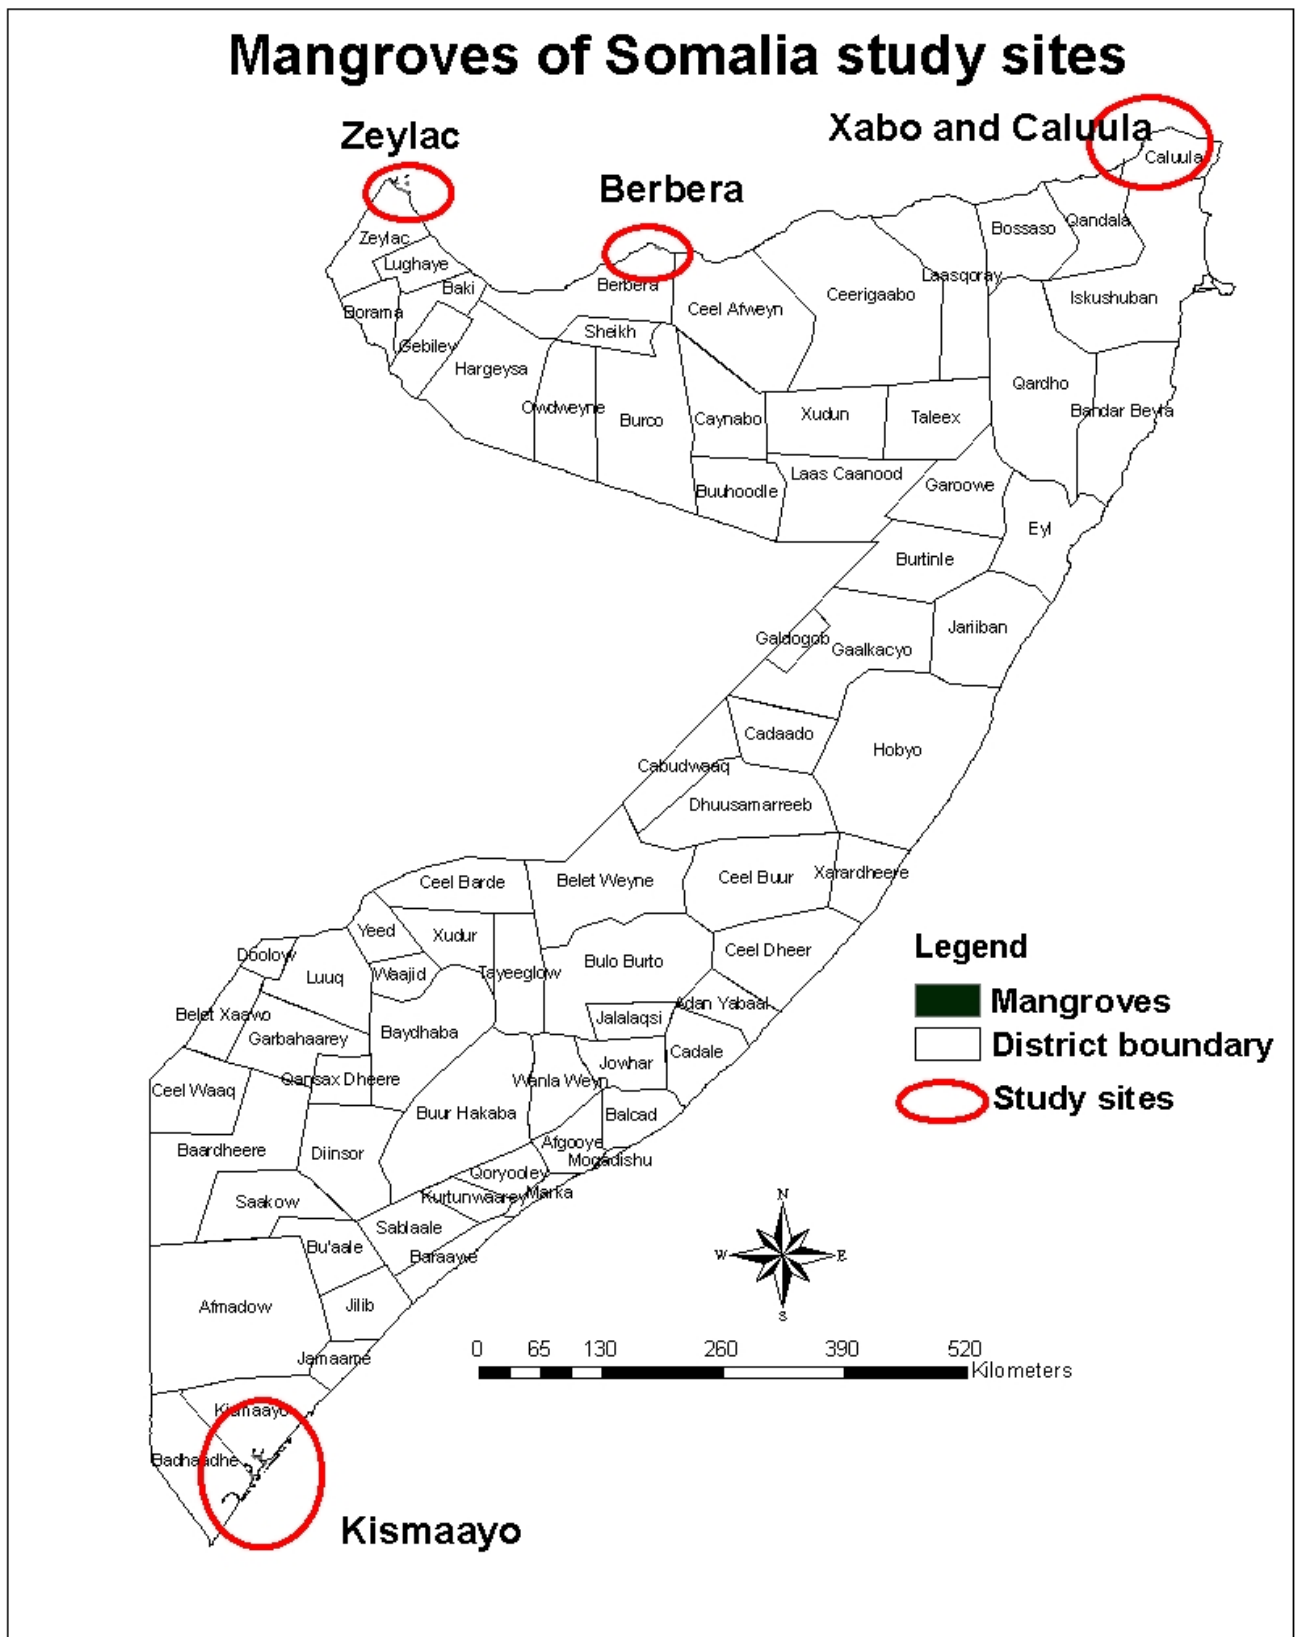 Mangroves of Somalia study sites
Xabo and Caluula
Zeylac
Caluula
Berbera
Zeylac
Qandala
Bossaso
Lughaye
Laasqoray
Baki
Berbera
Ceerigaabo
Iskushuban
Borama
Ceel Afweyn
Sheikh
Gebiley
Hargeysa
Qardho
Owdweyne
Bandar Beyla
Burco
Caynabo
Xudun
Taleex
Laas Caanood
Buuhoodle
Garoowe
Eyl
Burtinle
Jariiban
Galdogob
Gaalkacyo
Cadaado
Hobyo
Cabudwaaq
Dhuusamarreeb
Ceel Barde
Belet Weyne
Ceel Buur
Xarardheere
Yeed
Xudur
Doolow
Luuq
Waajid
Tayeeglow
Bulo Burto
Ceel Dheer
Belet Xaawo
Adan Yabaal
Jalalaqsi
Garbahaarey
Baydhaba
Cadale
Jowhar
Qansax Dheere
Wanla Weyn
Ceel Waaq
Buur Hakaba
Balcad
Baardheere
Diinsor
Afgooye
Mogadishu
Qoryooley
Saakow
Kurtunwaarey
Marka
Sablaale
Bu'aale
Baraawe
Afmadow
Jilib
Jamaame
Kismaayo
Badhaadhe
Kismaayo
Legend
Mangroves
District boundary
Study sites
N
W
E
S
0 65 130 260 390 520
Kilometers